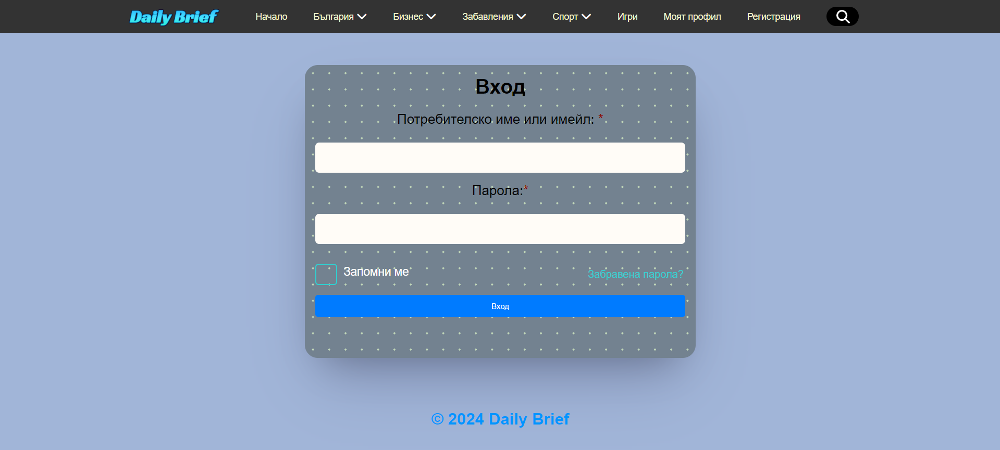 Daily Brief Начало България Бизнес Забавления Спорт Игри Моят профил Регистрация
Вход
Потребителско име или имейл: *
Парола:*
Запомни ме Забравена парола?
Вход
© 2024 Daily Brief